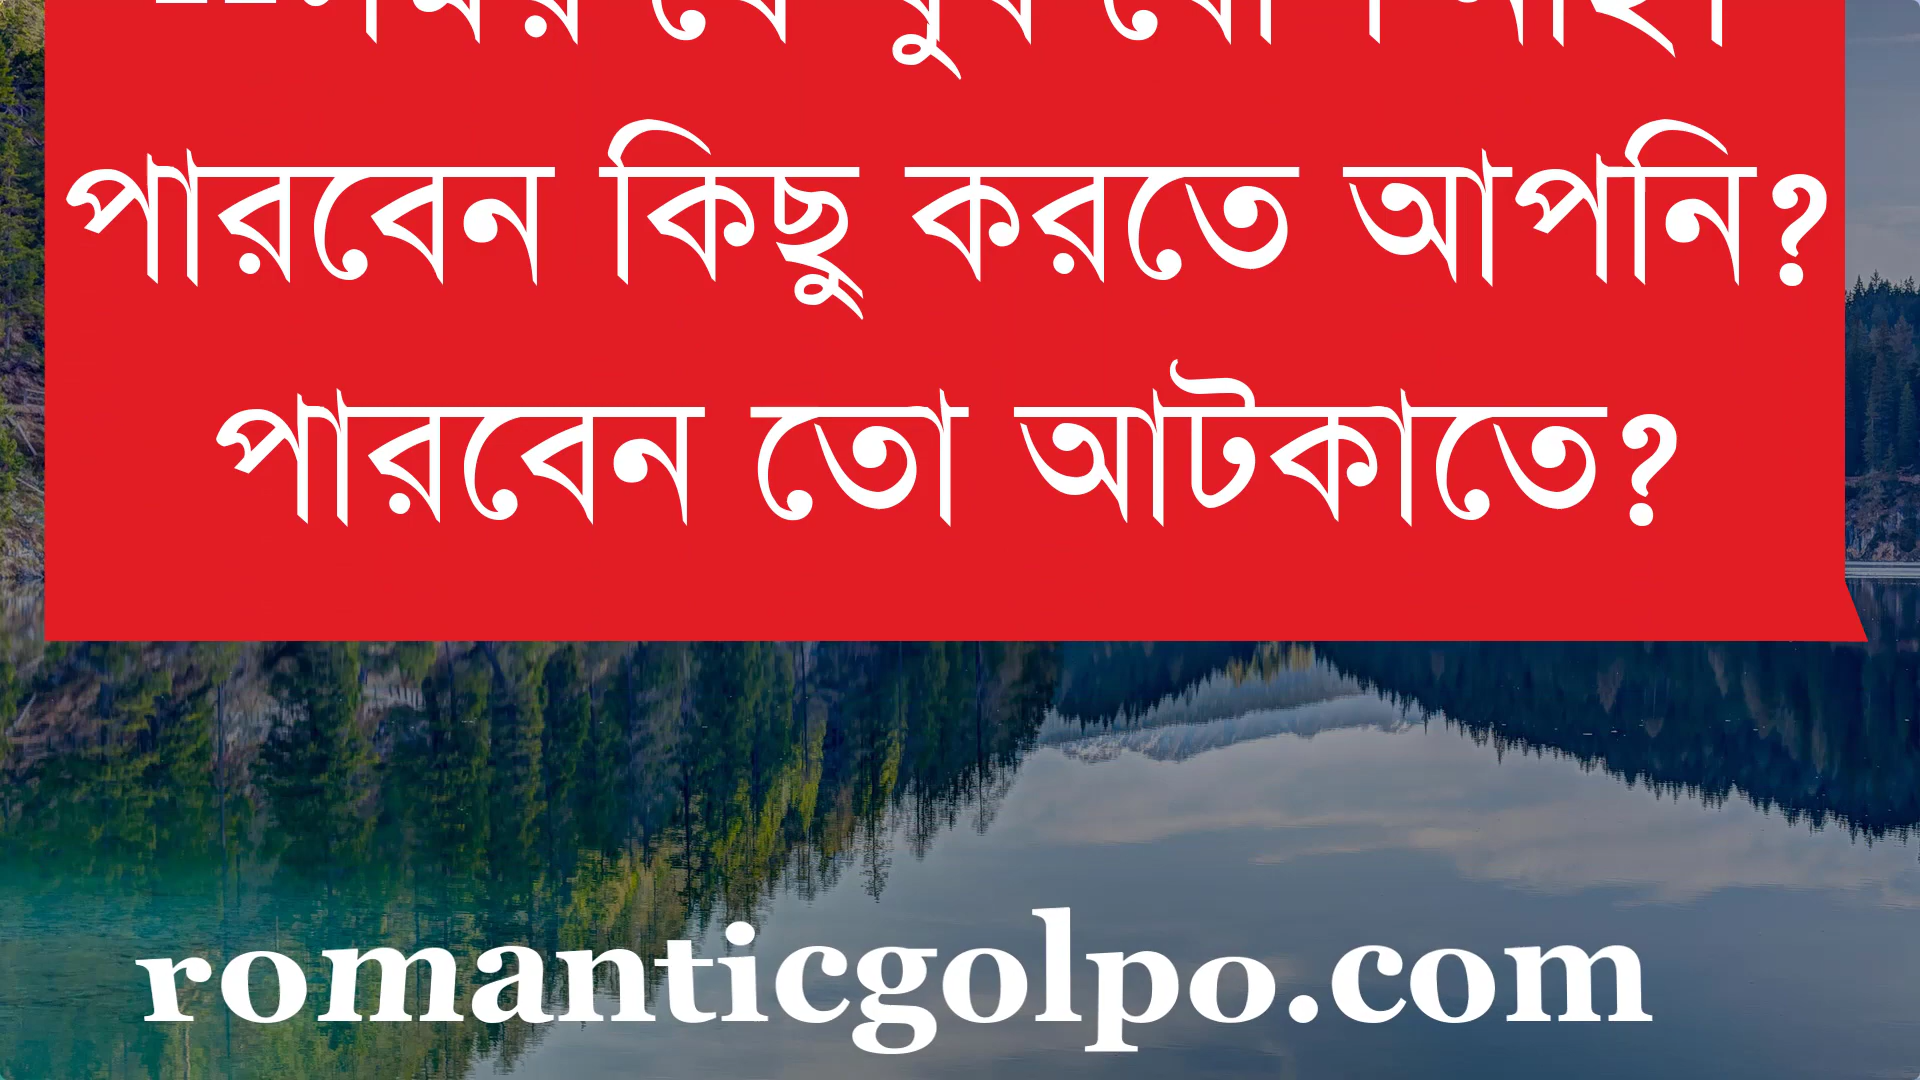 পারবেন কিছু করতে আপনি?
পারবেন তো আটকাতে?
romanticgolpo.com